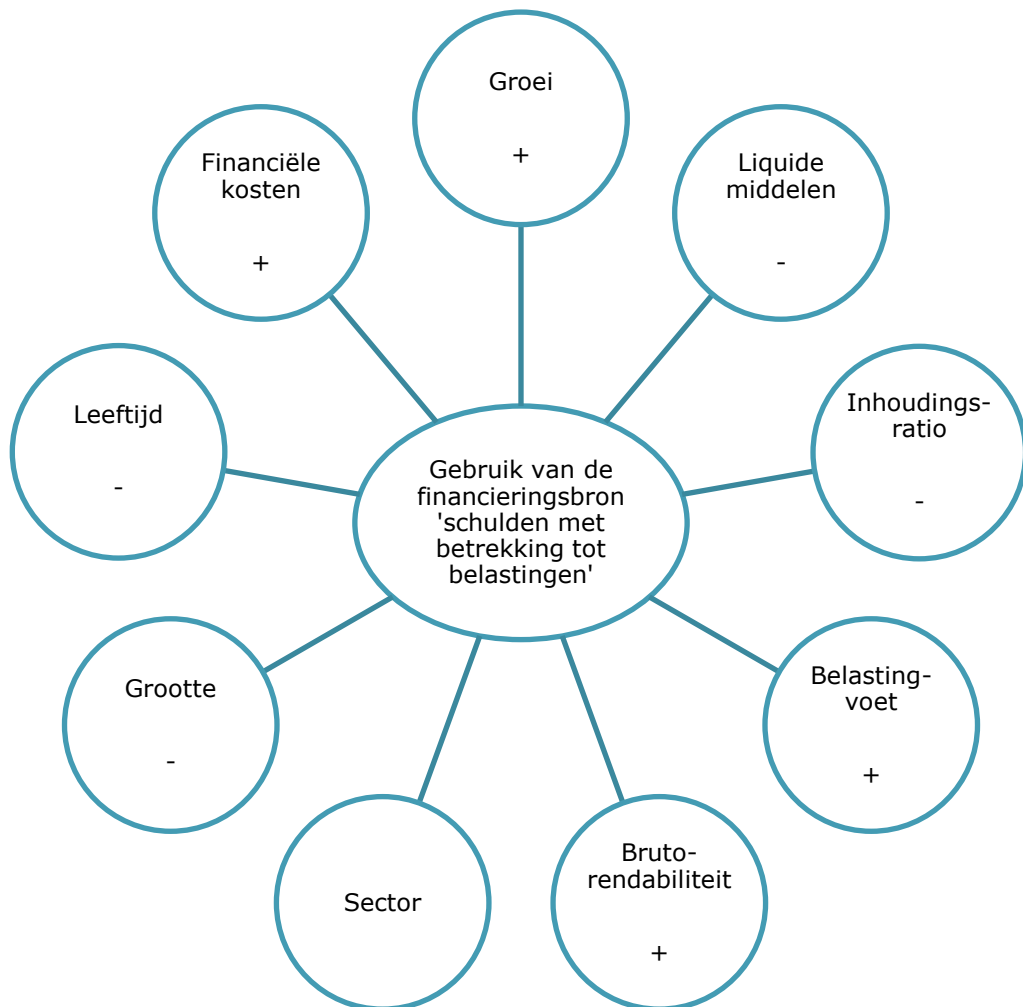 Groei
+
Liquide
middelen
-
Inhoudings-
ratio
-
Belasting-
voet
+
Bruto-
rendabiliteit
+
Sector
Grootte
-
Leeftijd
-
Financiële
kosten
+
Gebruik van de
financieringsbron
'schulden met
betrekking tot
belastingen'